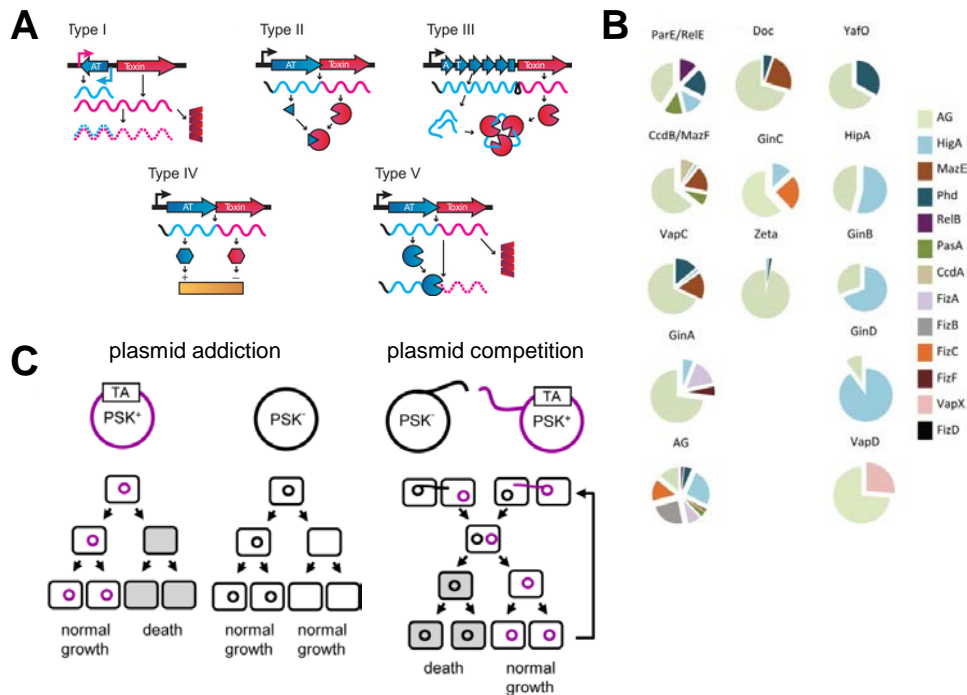 A
Type I
AT
Toxin
Type II
AT
Toxin
Type III
A T
Toxin
Type IV
AT
Toxin
+
−
Type V
AT
Toxin
B
ParE/RelE
Doc
YafO
CcdB/MazF
GinC
HipA
VapC
Zeta
GinB
GinA
GinD
AG
VapD
AG
HigA
MazE
Phd
RelB
PasA
CcdA
FizA
FizB
FizC
FizF
VapX
FizD
C
plasmid addiction
TA
PSK+
PSK-
normal
growth
death
normal
growth
normal
growth
plasmid competition
PSK-
TA
PSK+
death
normal
growth